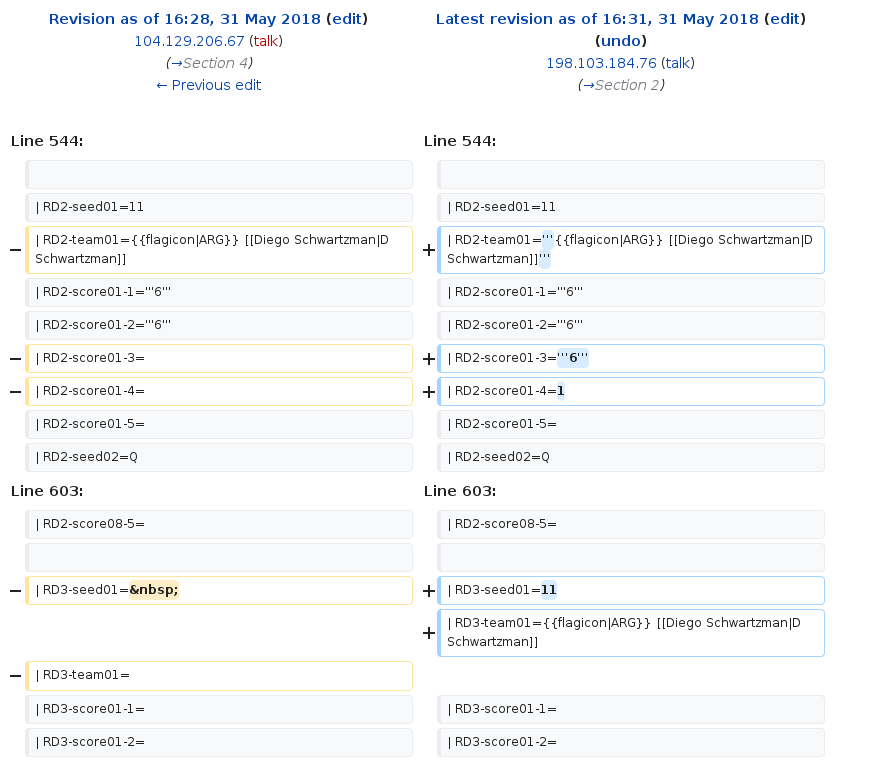 Revision as of 16:28, 31 May 2018 (edit)
104.129.206.67 (talk)
(→Section 4)
← Previous edit
Latest revision as of 16:31, 31 May 2018 (edit)
(undo)
198.103.184.76 (talk)
(→Section 2)
Line 544:
Line 544:
| RD2-seed01=11
| RD2-seed01=11
− | RD2-team01={{flagicon|ARG}} [[Diego Schwartzman|D
Schwartzman]]
+ | RD2-team01='''{{flagicon|ARG}} [[Diego Schwartzman|D
Schwartzman]]'''
| RD2-score01-1='''6'''
| RD2-score01-1='''6'''
| RD2-score01-2='''6'''
| RD2-score01-2='''6'''
− | RD2-score01-3=
+ | RD2-score01-3='''6'''
− | RD2-score01-4=
+ | RD2-score01-4=1
| RD2-score01-5=
| RD2-score01-5=
| RD2-seed02=Q
| RD2-seed02=Q
Line 603:
Line 603:
| RD2-score08-5=
| RD2-score08-5=
− | RD3-seed01=&nbsp;
+ | RD3-seed01=11
+ | RD3-team01={{flagicon|ARG}} [[Diego Schwartzman|D
Schwartzman]]
− | RD3-team01=
| RD3-score01-1=
| RD3-score01-1=
| RD3-score01-2=
| RD3-score01-2=